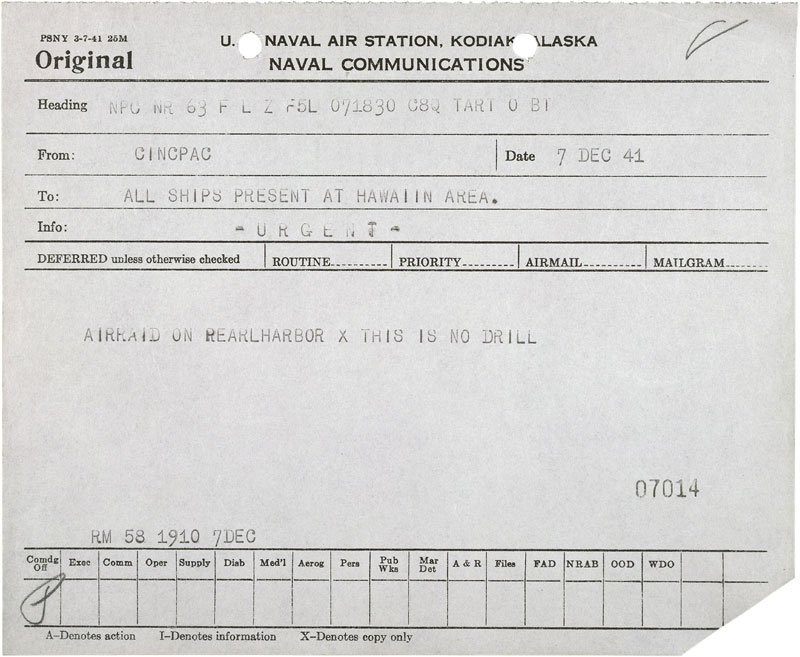 PSNY 3-7-41 25M
Original
U. NAVAL AIR STATION, KODIAK ALASKA
NAVAL COMMUNICATIONS
Heading NPG NR 63 F L Z F5L 071830 C8Q TART O BT
From: CINCPAC Date 7 DEC 41
To: ALL SHIPS PRESENT AT HAWAIIN AREA.
Info: - U R G E N T -
DEFERRED unless otherwise checked ROUTINE PRIORITY AIRMAIL MAILGRAM
AIRRAID ON PEARLHARBOR X THIS IS NO DRILL
07014
RM 58 1910 7DEC
Comdg Off Exec Comm Oper Supply Disb Med'l Aerog Pers Pub Wks Mar Det A & R Files FAD NRAB OOD WDO
A—Denotes action I—Denotes information X—Denotes copy only